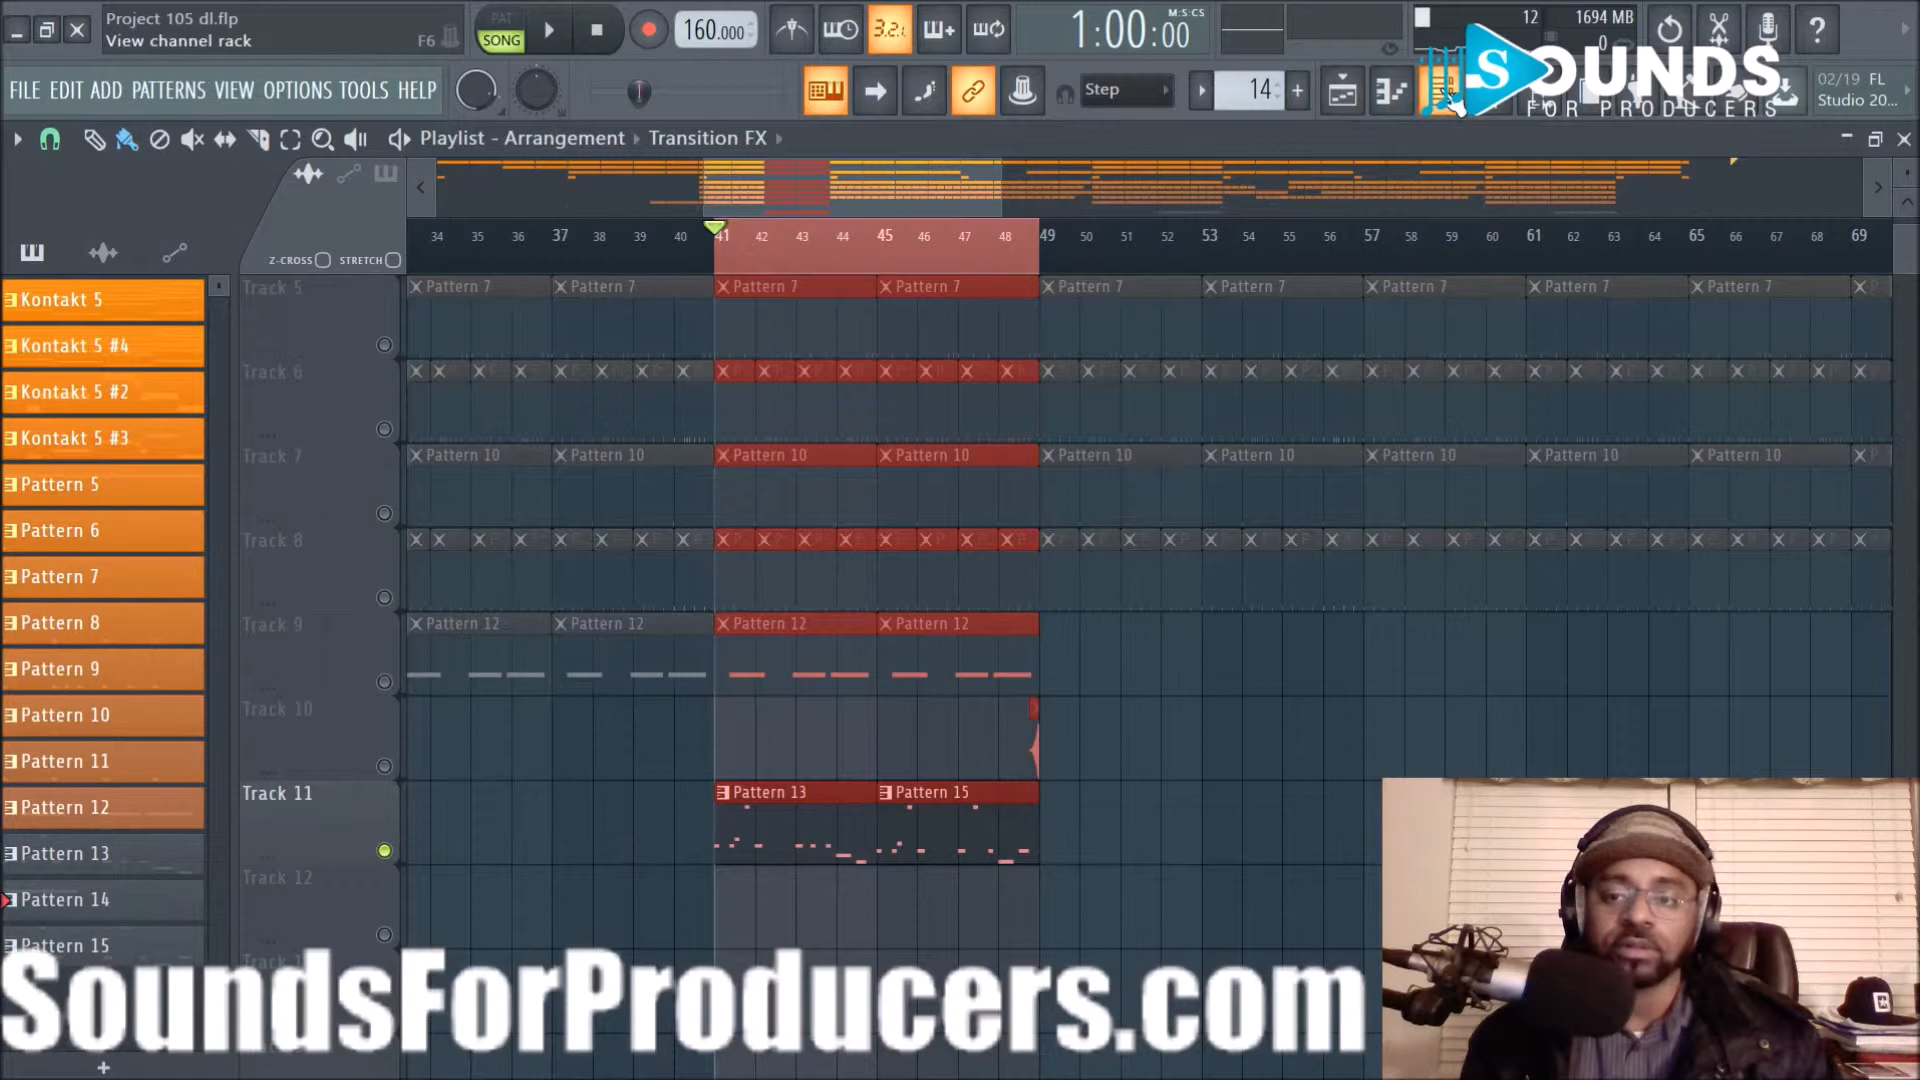 Project 105 dl.flp
View channel rack
F6
PAT
SONG
160.000
3.2.
1:00:00
M:S:CS
12
1694 MB
0
SOUNDS
FOR PRODUCERS
FILE EDIT ADD PATTERNS VIEW OPTIONS TOOLS HELP
Step
14
02/19 FL
Studio 20...
Playlist - Arrangement Transition FX
Z-CROSS
STRETCH
34 35 36 37 38 39 40 41 42 43 44 45 46 47 48 49 50 51 52 53 54 55 56 57 58 59 60 61 62 63 64 65 66 67 68 69
Kontakt 5
Kontakt 5 #4
Kontakt 5 #2
Kontakt 5 #3
Pattern 5
Pattern 6
Pattern 7
Pattern 8
Pattern 9
Pattern 10
Pattern 11
Pattern 12
Pattern 13
Pattern 14
Pattern 15
Track 5
Pattern 7 Pattern 7 Pattern 7 Pattern 7 Pattern 7 Pattern 7 Pattern 7 Pattern 7 Pattern 7
Track 6
Track 7
Pattern 10 Pattern 10 Pattern 10 Pattern 10 Pattern 10 Pattern 10 Pattern 10 Pattern 10 Pattern 10
Track 8
Track 9
Pattern 12 Pattern 12 Pattern 12 Pattern 12
Track 10
Track 11
Pattern 13 Pattern 15
Track 12
SoundsForProducers.com